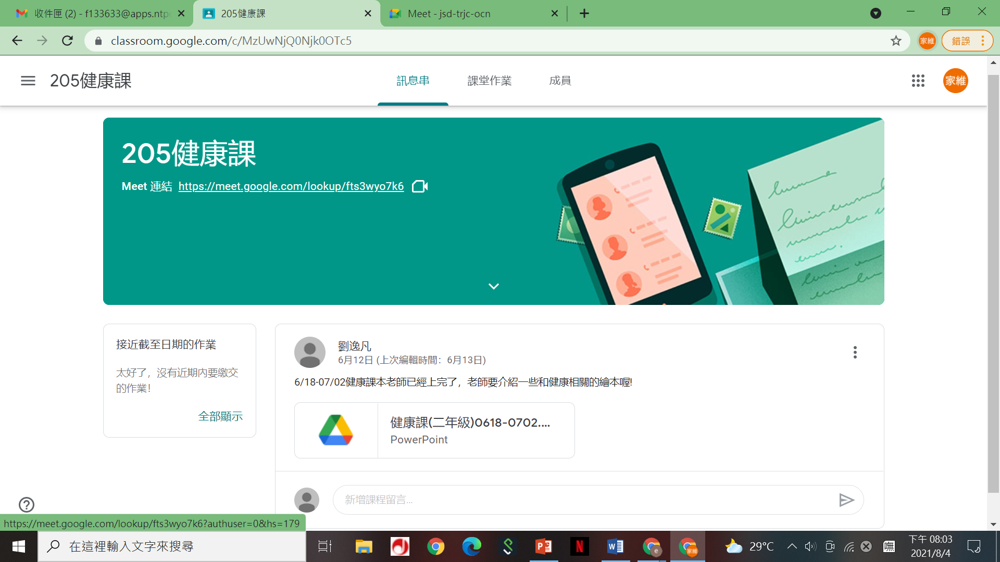 收件匣 (2) - f133633@apps.ntp
205健康課
Meet - jsd-trjc-ocn
classroom.google.com/c/MzUwNjQ0Njk0OTc5
家維
錯誤
205健康課
訊息串
課堂作業
成員
家維
205健康課
Meet 連結 https://meet.google.com/lookup/fts3wyo7k6
接近截至日期的作業
太好了，沒有近期內要繳交
的作業！
全部顯示
劉逸凡
6月12日 (上次編輯時間：6月13日)
6/18-07/02健康課本老師已經上完了，老師要介紹一些和健康相關的繪本喔!
健康課(二年級)0618-0702....
PowerPoint
新增課程留言...
https://meet.google.com/lookup/fts3wyo7k6?authuser=0&hs=179
在這裡輸入文字來搜尋
29°C
下午 08:03
2021/8/4